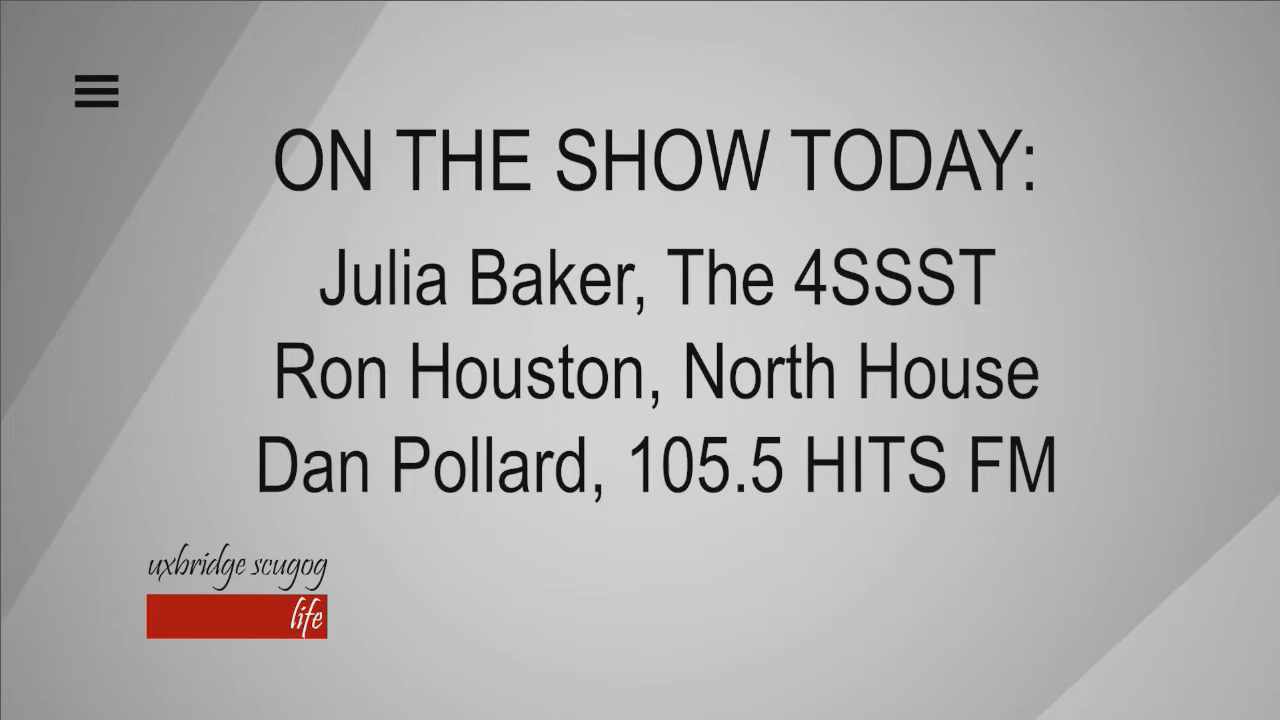 ON THE SHOW TODAY:
Julia Baker, The 4SSST
Ron Houston, North House
Dan Pollard, 105.5 HITS FM
uxbridge scugog
life